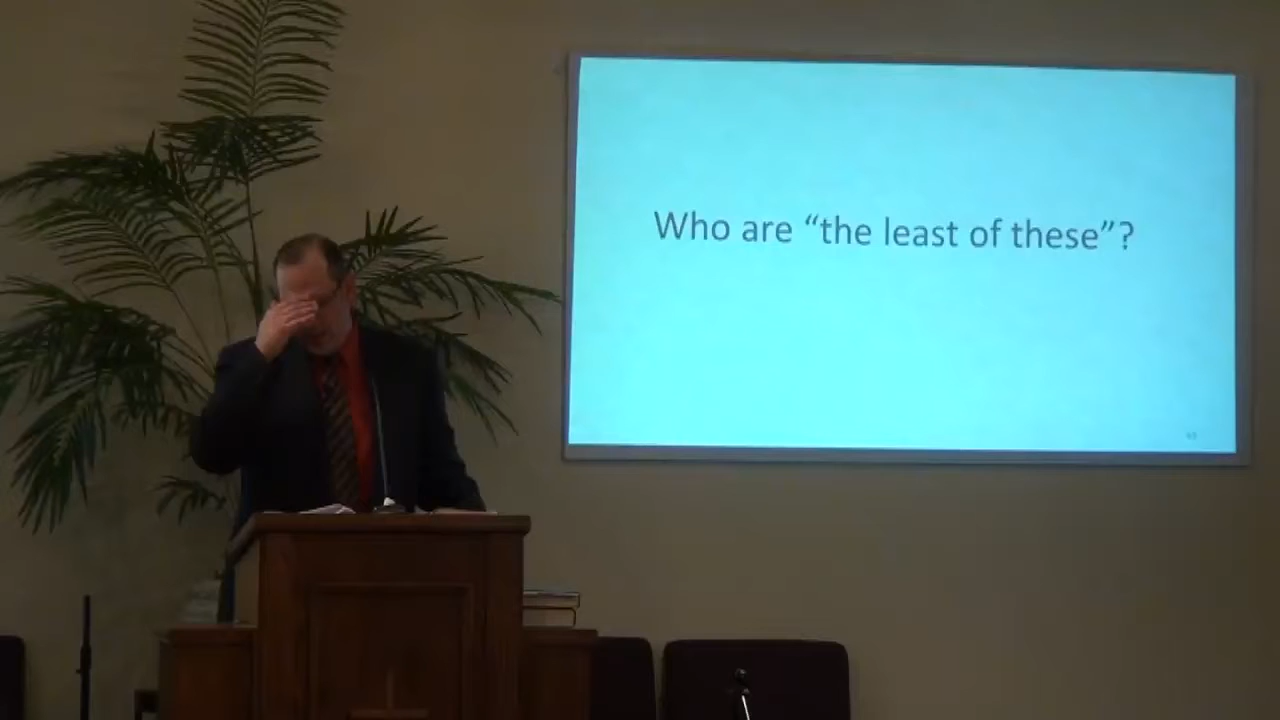 Who are “the least of these”?